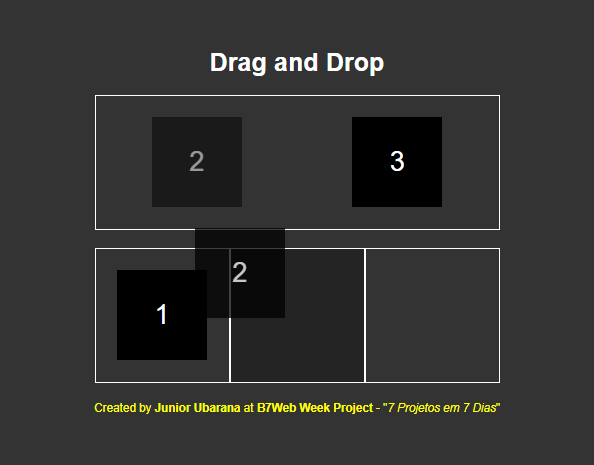 Drag and Drop
2 3
2
1
Created by Junior Ubarana at B7Web Week Project - "7 Projetos em 7 Dias"